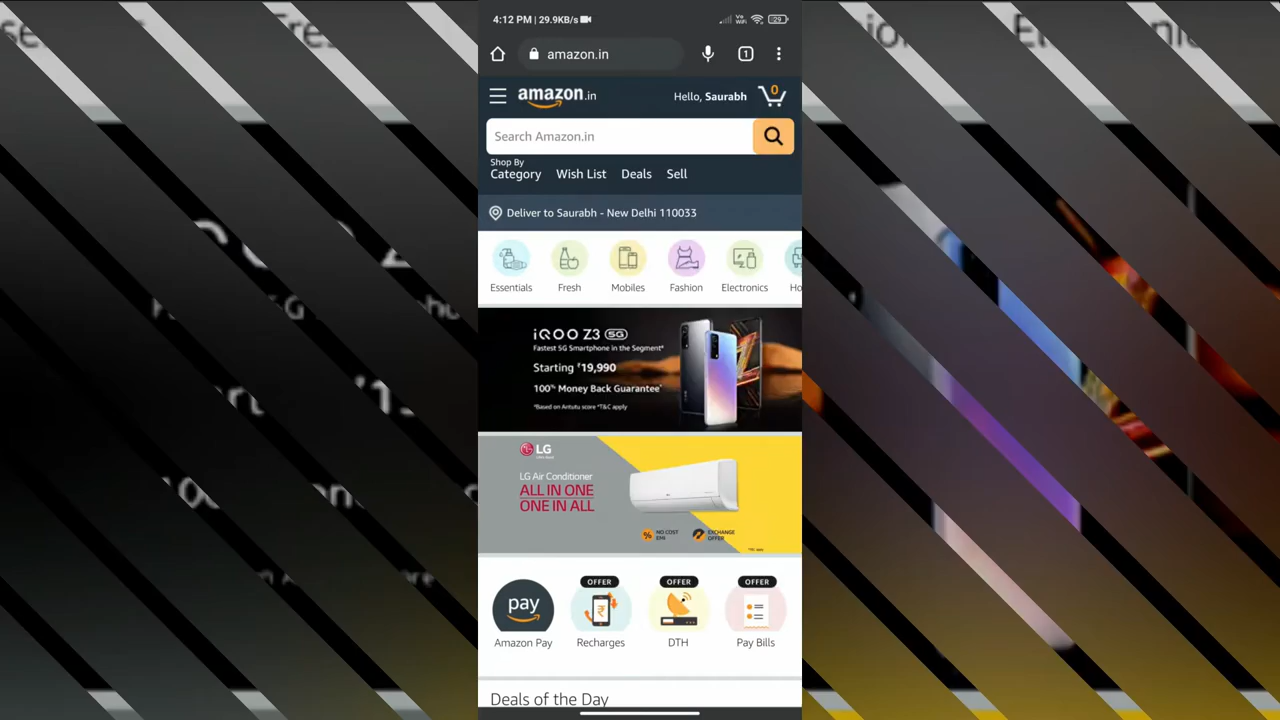 4:12 PM | 29.9KB/s
Vo WiFi
29
amazon.in
1
amazon.in
Hello, Saurabh
0
Search Amazon.in
Shop By
Category Wish List Deals Sell
Deliver to Saurabh - New Delhi 110033
Essentials Fresh Mobiles Fashion Electronics Ho
iQOO Z3 5G
Fastest 5G Smartphone in the Segment*
Starting ₹19,990
100% Money Back Guarantee*
*Based on Antutu score *T&C apply
LG
LG Air Conditioner
ALL IN ONE
ONE IN ALL
NO COST EMI
EXCHANGE OFFER
OFFER OFFER OFFER
pay
Amazon Pay Recharges DTH Pay Bills
Deals of the Day